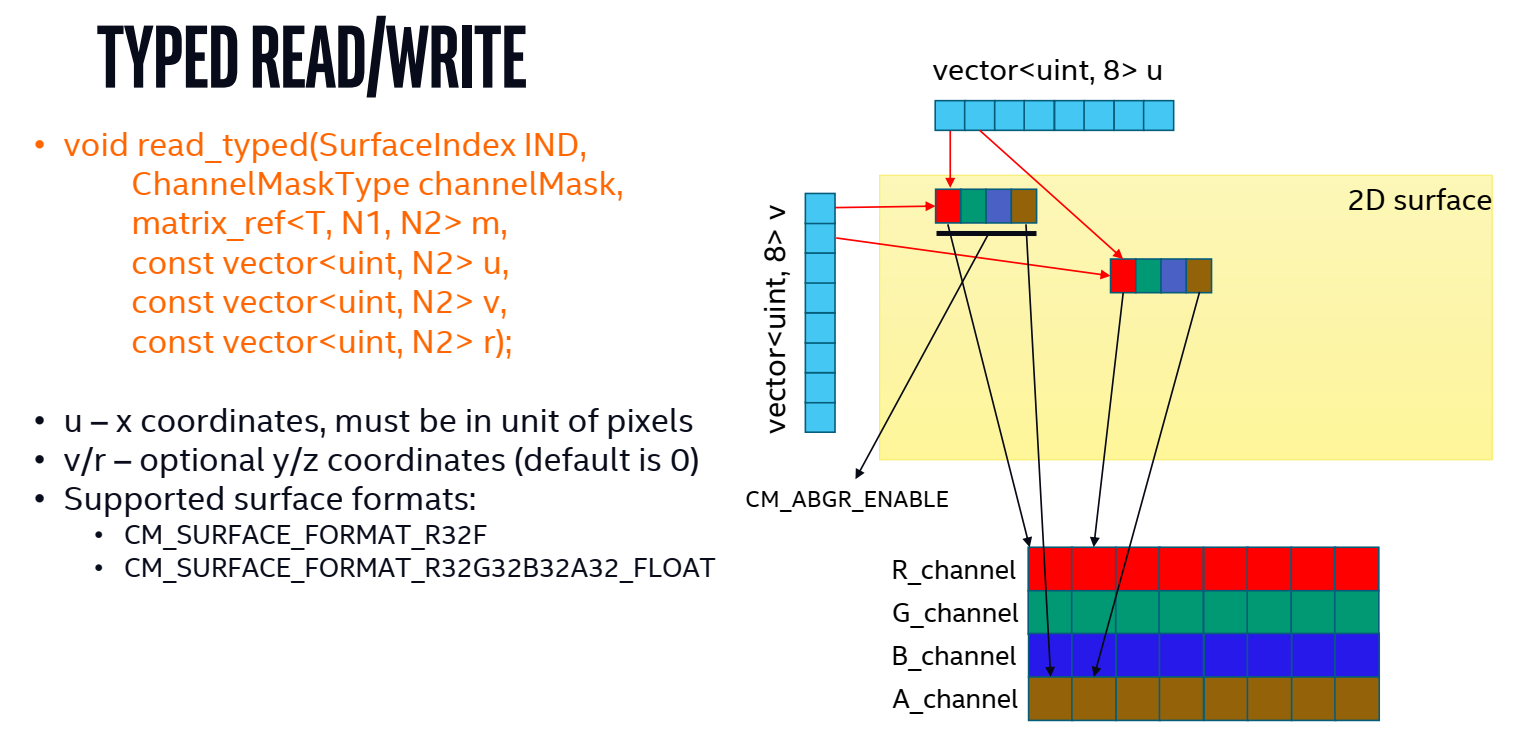 TYPED READ/WRITE
• void read_typed(SurfaceIndex IND,
ChannelMaskType channelMask,
matrix_ref<T, N1, N2> m,
const vector<uint, N2> u,
const vector<uint, N2> v,
const vector<uint, N2> r);
• u – x coordinates, must be in unit of pixels
• v/r – optional y/z coordinates (default is 0)
• Supported surface formats:
• CM_SURFACE_FORMAT_R32F
• CM_SURFACE_FORMAT_R32G32B32A32_FLOAT
vector<uint, 8> u
vector<uint, 8> v
2D surface
CM_ABGR_ENABLE
R_channel
G_channel
B_channel
A_channel